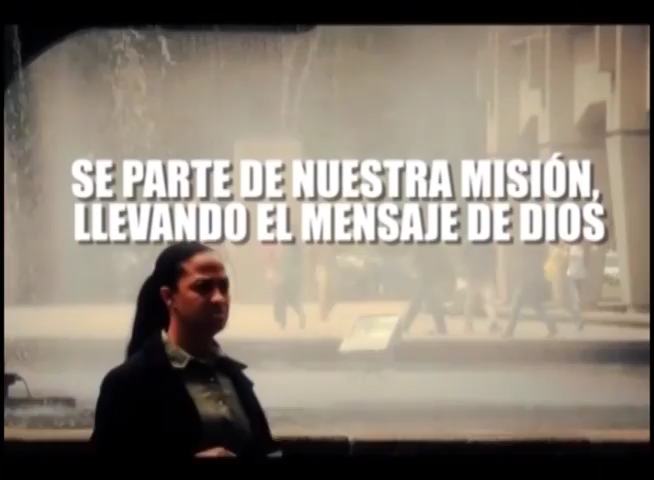 SE PARTE DE NUESTRA MISIÓN,
LLEVANDO EL MENSAJE DE DIOS